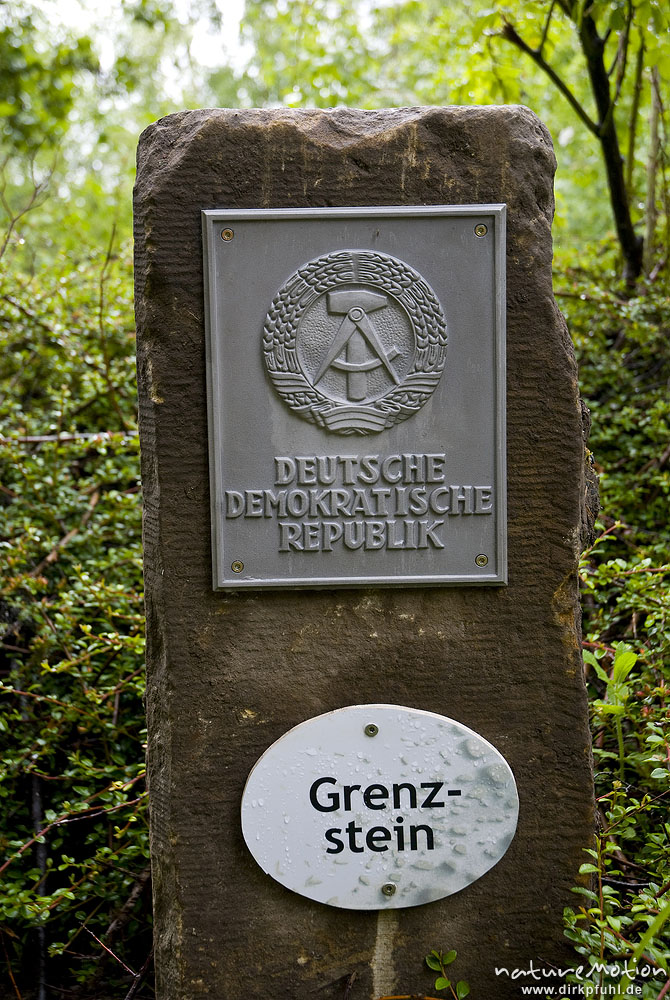 DEUTSCHE
DEMOKRATISCHE
REPUBLIK
Grenz-
stein
natureMotion
www.dirkpfuhl.de